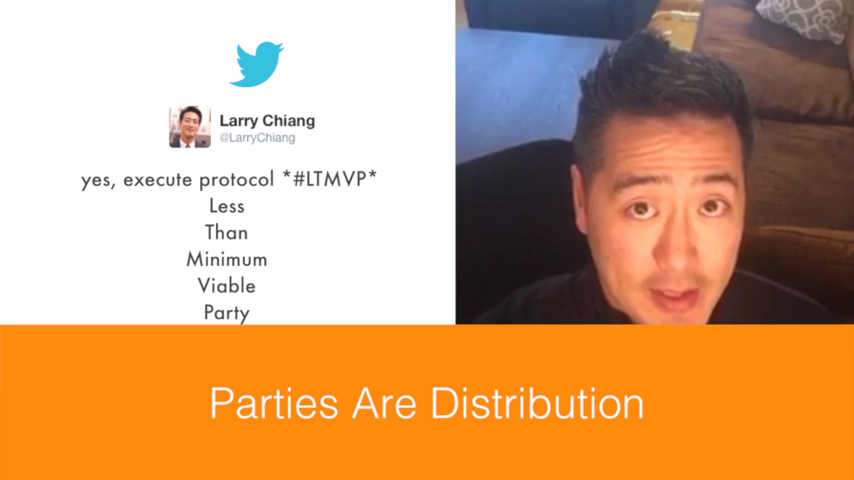 Larry Chiang
@LarryChiang
yes, execute protocol *#LTMVP*
Less
Than
Minimum
Viable
Party
Parties Are Distribution